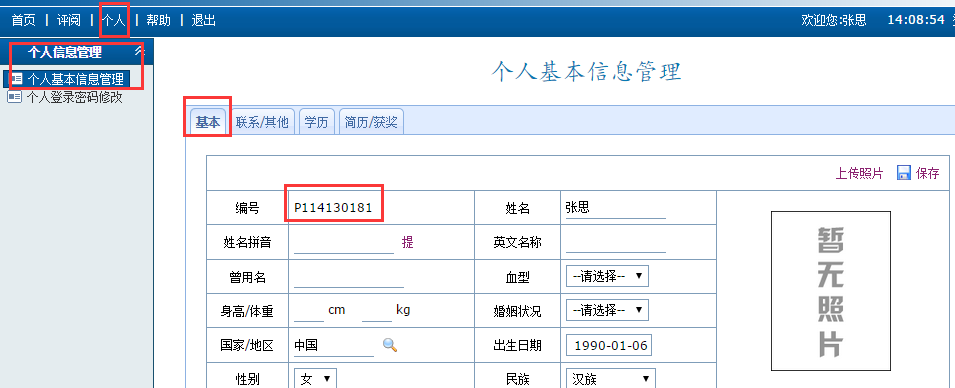 首页 | 评阅 | 个人 | 帮助 | 退出 欢迎您:张思 14:08:54
个人信息管理
个人基本信息管理
个人登录密码修改
个人基本信息管理
基本 联系/其他 学历 简历/获奖
上传照片 保存
编号 P114130181 姓名 张思
姓名拼音 提 英文名称
曾用名 血型 --请选择--
身高/体重 cm kg 婚姻状况 --请选择--
国家/地区 中国 出生日期 1990-01-06
性别 女 民族 汉族
暂无照片